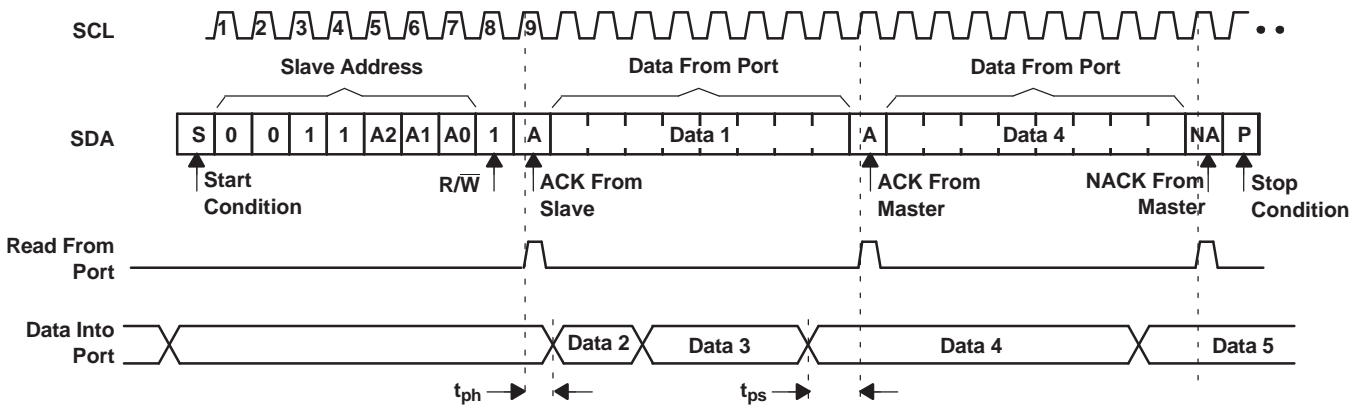 SCL 1 2 3 4 5 6 7 8 9
Slave Address Data From Port Data From Port
SDA S 0 0 1 1 A2 A1 A0 1 A Data 1 A Data 4 NA P
Start Condition
R/W̅
ACK From Slave
ACK From Master
NACK From Master
Stop Condition
Read From Port
Data Into Port
Data 2 Data 3 Data 4 Data 5
tph tps